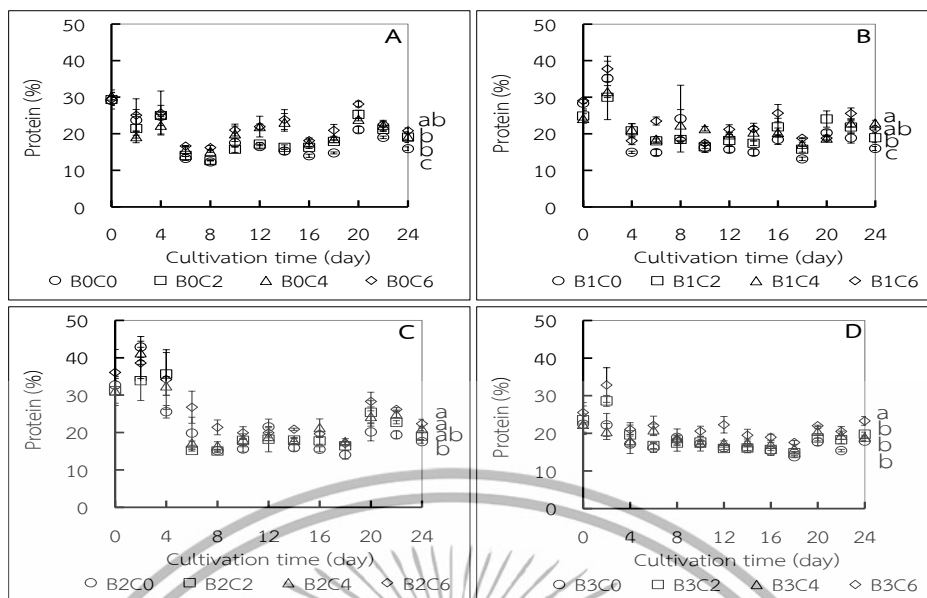 A
50
40
30
20
10
0
Protein (%)
ab
b
b
c
0 4 8 12 16 20 24
Cultivation time (day)
B0C0 B0C2 B0C4 B0C6
B
50
40
30
20
10
0
Protein (%)
a
ab
b
c
0 4 8 12 16 20 24
Cultivation time (day)
B1C0 B1C2 B1C4 B1C6
C
50
40
30
20
10
0
Protein (%)
a
a
ab
b
0 4 8 12 16 20 24
Cultivation time (day)
B2C0 B2C2 B2C4 B2C6
D
50
40
30
20
10
0
Protein (%)
a
b
b
b
0 4 8 12 16 20 24
Cultivation time (day)
B3C0 B3C2 B3C4 B3C6